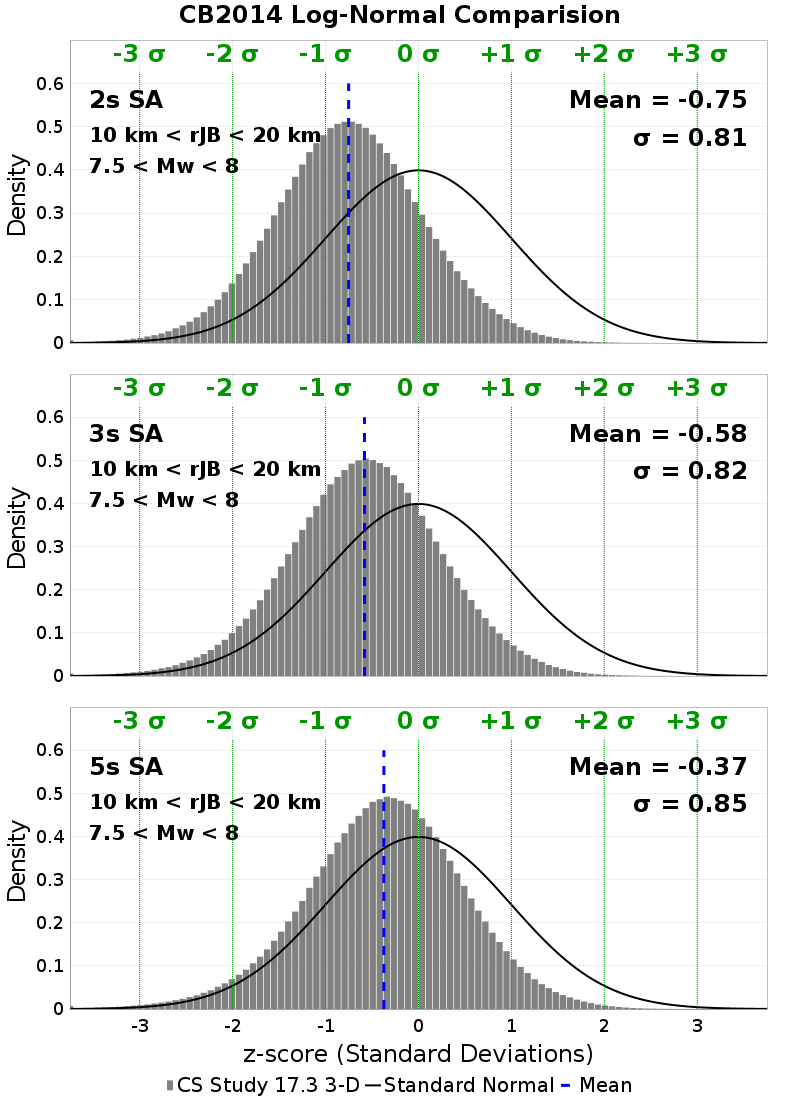 CB2014 Log-Normal Comparision
-3 σ -2 σ -1 σ 0 σ +1 σ +2 σ +3 σ
0.6
2s SA Mean = -0.75
0.5
10 km < rJB < 20 km σ = 0.81
7.5 < Mw < 8
0.4
0.3
0.2
0.1
0
Density
-3 σ -2 σ -1 σ 0 σ +1 σ +2 σ +3 σ
0.6
3s SA Mean = -0.58
0.5
10 km < rJB < 20 km σ = 0.82
7.5 < Mw < 8
0.4
0.3
0.2
0.1
0
Density
-3 σ -2 σ -1 σ 0 σ +1 σ +2 σ +3 σ
0.6
5s SA Mean = -0.37
0.5
10 km < rJB < 20 km σ = 0.85
7.5 < Mw < 8
0.4
0.3
0.2
0.1
0
Density
-3 -2 -1 0 1 2 3
z-score (Standard Deviations)
CS Study 17.3 3-D Standard Normal Mean